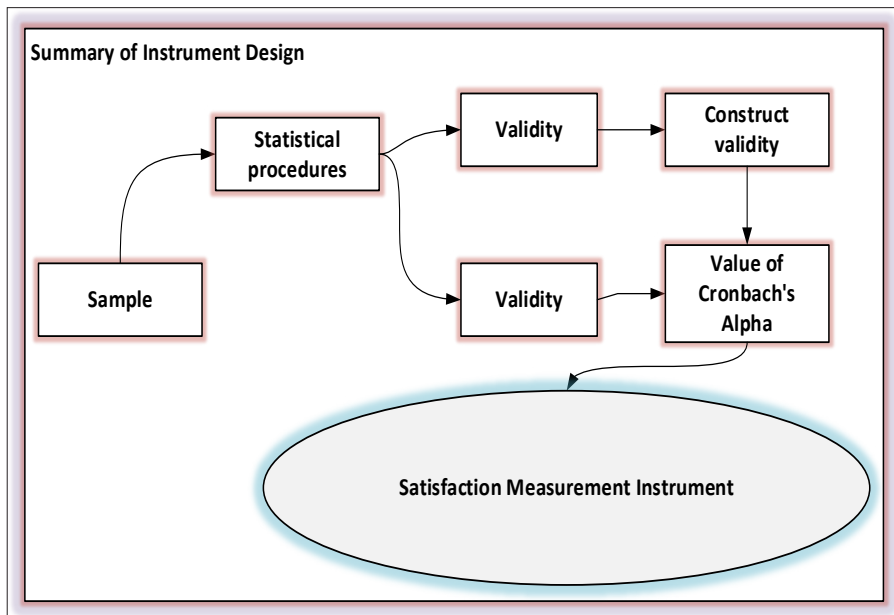 Summary of Instrument Design
Statistical
procedures
Validity
Construct
validity
Sample
Validity
Value of
Cronbach's
Alpha
Satisfaction Measurement Instrument